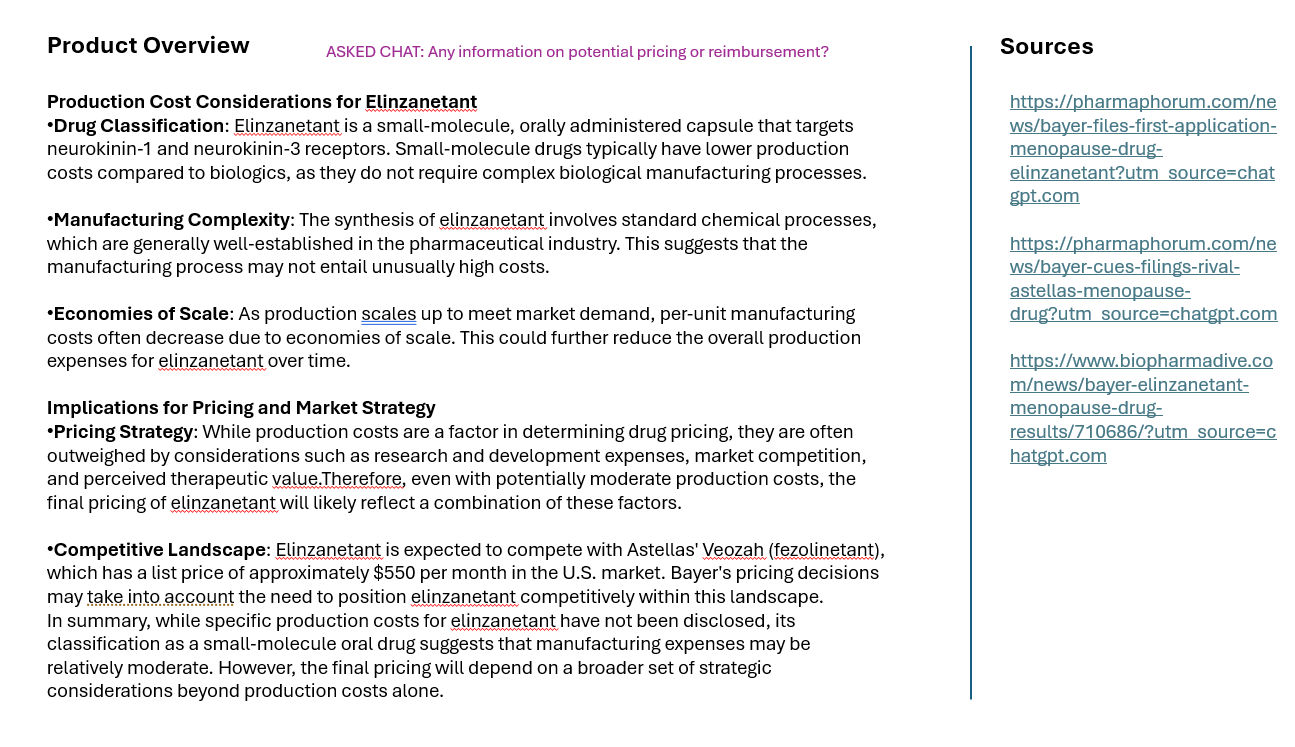 Product Overview
ASKED CHAT: Any information on potential pricing or reimbursement?
Production Cost Considerations for Elinzanetant
•Drug Classification: Elinzanetant is a small-molecule, orally administered capsule that targets
neurokinin-1 and neurokinin-3 receptors. Small-molecule drugs typically have lower production
costs compared to biologics, as they do not require complex biological manufacturing processes.
•Manufacturing Complexity: The synthesis of elinzanetant involves standard chemical processes,
which are generally well-established in the pharmaceutical industry. This suggests that the
manufacturing process may not entail unusually high costs.
•Economies of Scale: As production scales up to meet market demand, per-unit manufacturing
costs often decrease due to economies of scale. This could further reduce the overall production
expenses for elinzanetant over time.
Implications for Pricing and Market Strategy
•Pricing Strategy: While production costs are a factor in determining drug pricing, they are often
outweighed by considerations such as research and development expenses, market competition,
and perceived therapeutic value.Therefore, even with potentially moderate production costs, the
final pricing of elinzanetant will likely reflect a combination of these factors.
•Competitive Landscape: Elinzanetant is expected to compete with Astellas' Veozah (fezolinetant),
which has a list price of approximately $550 per month in the U.S. market. Bayer's pricing decisions
may take into account the need to position elinzanetant competitively within this landscape.
In summary, while specific production costs for elinzanetant have not been disclosed, its
classification as a small-molecule oral drug suggests that manufacturing expenses may be
relatively moderate. However, the final pricing will depend on a broader set of strategic
considerations beyond production costs alone.
Sources
https://pharmaphorum.com/ne
ws/bayer-files-first-application-
menopause-drug-
elinzanetant?utm_source=chat
gpt.com
https://pharmaphorum.com/ne
ws/bayer-cues-filings-rival-
astellas-menopause-
drug?utm_source=chatgpt.com
https://www.biopharmadive.co
m/news/bayer-elinzanetant-
menopause-drug-
results/710686/?utm_source=c
hatgpt.com